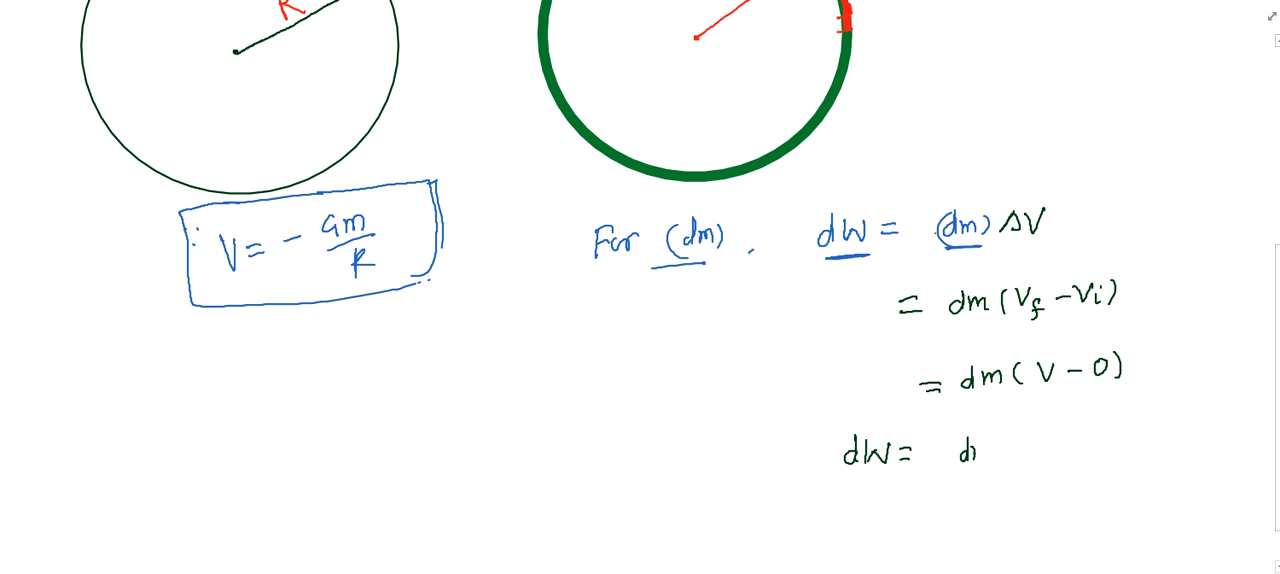 R
V = - Gm/R
For (dm), dW = (dm) ΔV
= dm (Vf - Vi)
= dm ( V - 0)
dW = d